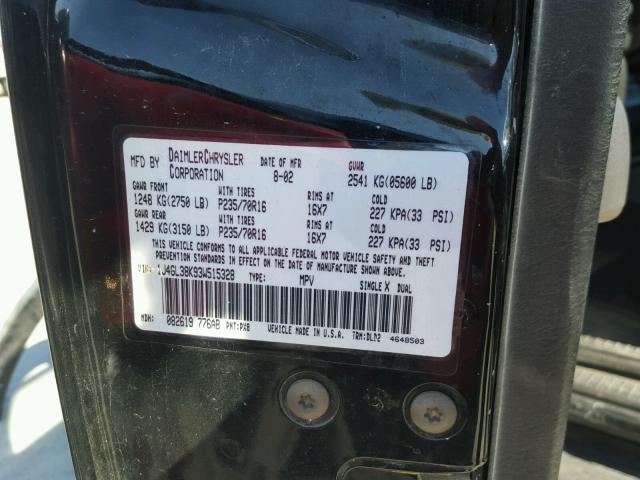 MFD BY DAIMLERCHRYSLER CORPORATION DATE OF MFR 8-02 GVWR 2541 KG(05600 LB)
GAWR FRONT WITH TIRES RIMS AT COLD
1248 KG(2750 LB) P235/70R16 16X7 227 KPA(33 PSI)
GAWR REAR WITH TIRES RIMS AT COLD
1429 KG(3150 LB) P235/70R16 16X7 227 KPA(33 PSI)
THIS VEHICLE CONFORMS TO ALL APPLICABLE FEDERAL MOTOR VEHICLE SAFETY AND THEFT PREVENTION STANDARDS IN EFFECT ON THE DATE OF MANUFACTURE SHOWN ABOVE.
VIN: 1J4GL38K93W515328 TYPE: MPV SINGLE X DUAL
MDH: 082619 776AB PNT:PX8 VEHICLE MADE IN U.S.A. TRM:DLD2 4648503